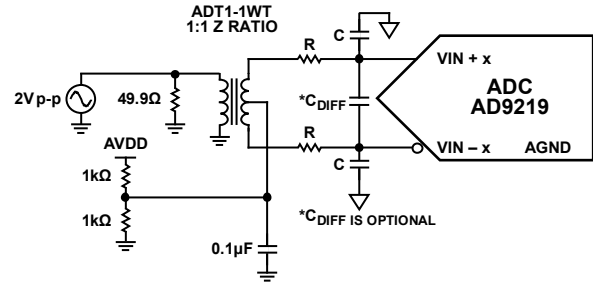 ADT1-1WT
1:1 Z RATIO
2V p-p
49.9Ω
R
C
*CDIFF
R
C
VIN + x
ADC
AD9219
VIN – x
AGND
AVDD
1kΩ
1kΩ
0.1µF
*CDIFF IS OPTIONAL